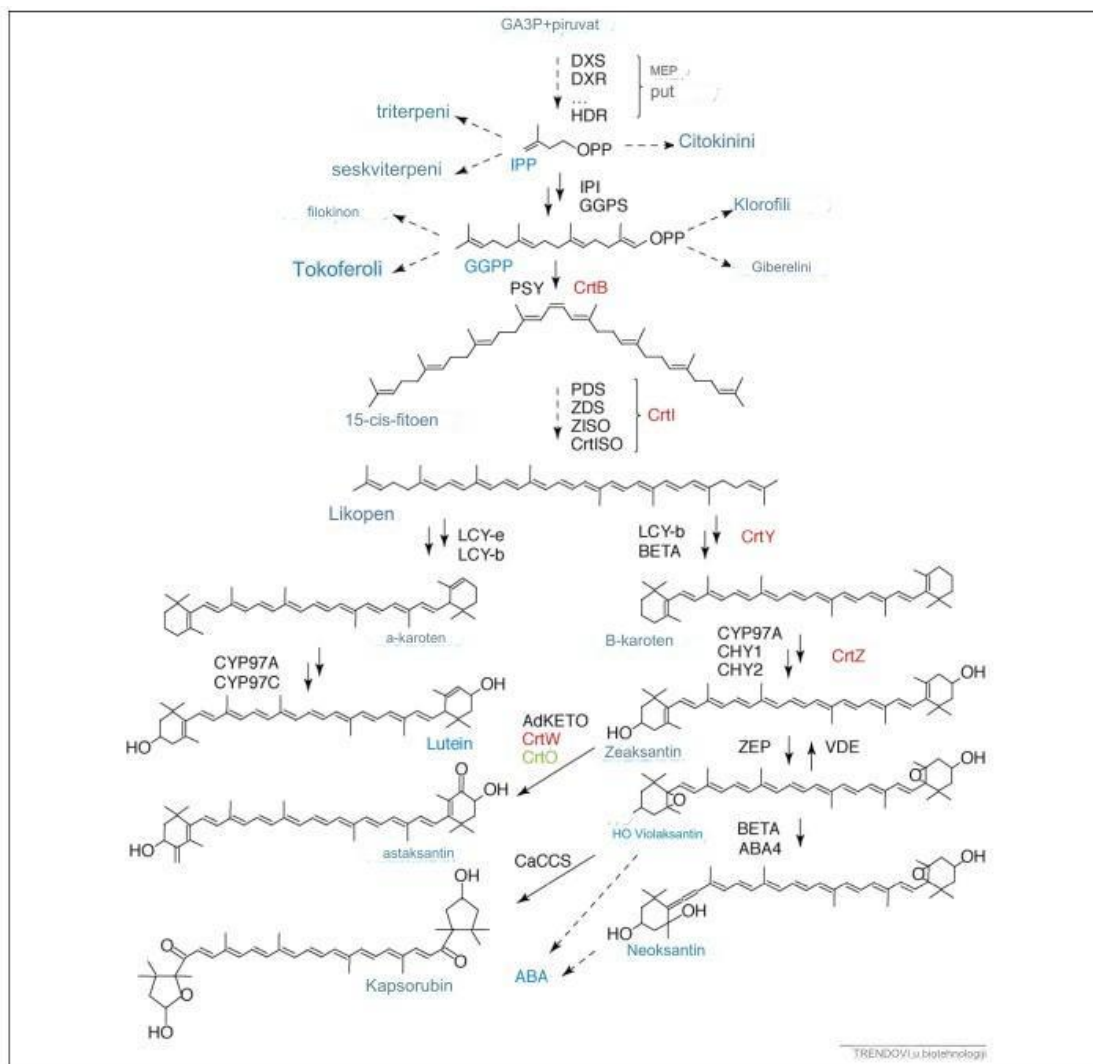 GA3P+piruvat
DXS
DXR
...
HDR
MEP
put
triterpeni
OPP
Citokinini
IPP
seskviterpeni
IPI
GGPS
filokinon
Klorofili
OPP
Tokoferoli
GGPP
Giberelini
PSY CrtB
15-cis-fitoen
PDS
ZDS
ZISO
CrtISO
CrtI
Likopen
LCY-e
LCY-b
LCY-b
BETA
CrtY
a-karoten
B-karoten
CYP97A
CYP97C
CYP97A
CHY1
CHY2
CrtZ
OH
HO
Lutein
OH
HO
Zeaksantin
AdKETO
CrtW
CrtO
ZEP VDE
O
OH
HO
astaksantin
OH
O
O
HO Violaksantin
BETA
ABA4
CaCCS
OH
O
OH
HO
Neoksantin
OH
O
O
O
HO
Kapsorubin
ABA
TRENDOVI u biotehnologiji